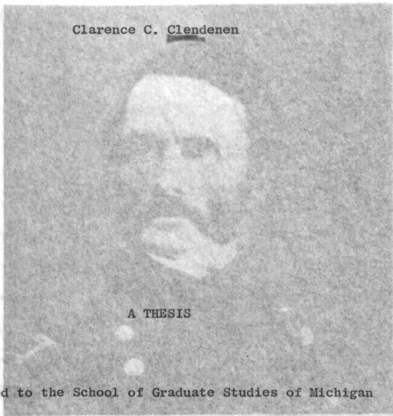 Clarence C. Clendenen
A THESIS
d to the School of Graduate Studies of Michigan